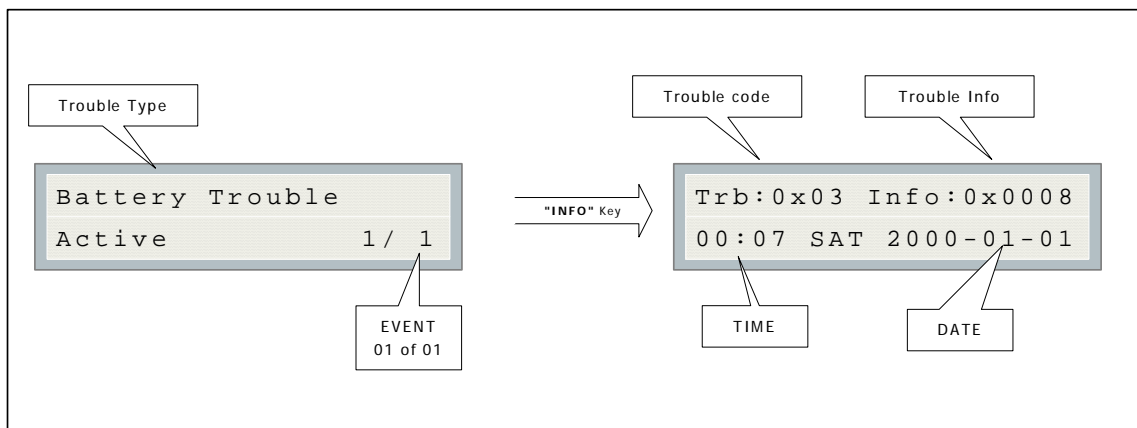 Trouble Type
Battery Trouble
Active 1/ 1
EVENT
01 of 01
"INFO" Key
Trouble code
Trouble Info
Trb:0x03 Info:0x0008
00:07 SAT 2000-01-01
TIME
DATE